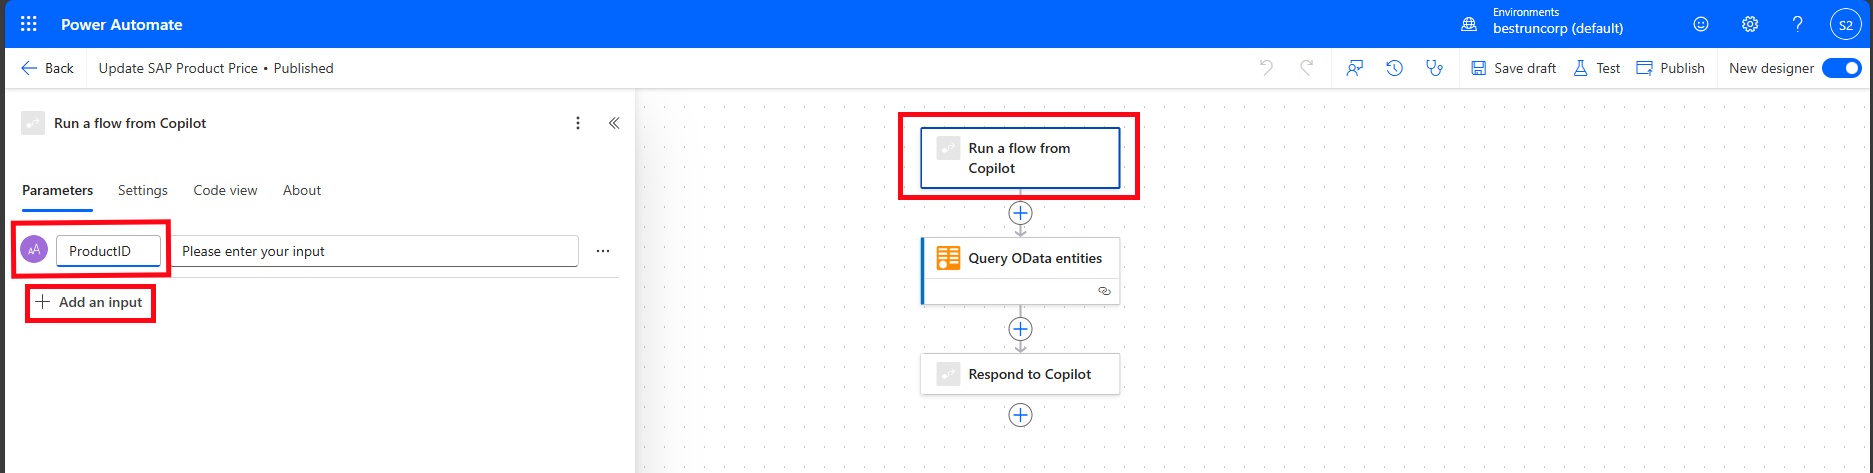 Power Automate
Environments
bestruncorp (default)
S2
Back
Update SAP Product Price • Published
Save draft
Test
Publish
New designer
Run a flow from Copilot
Parameters
Settings
Code view
About
AA
ProductID
Please enter your input
Add an input
Run a flow from
Copilot
Query OData entities
Respond to Copilot